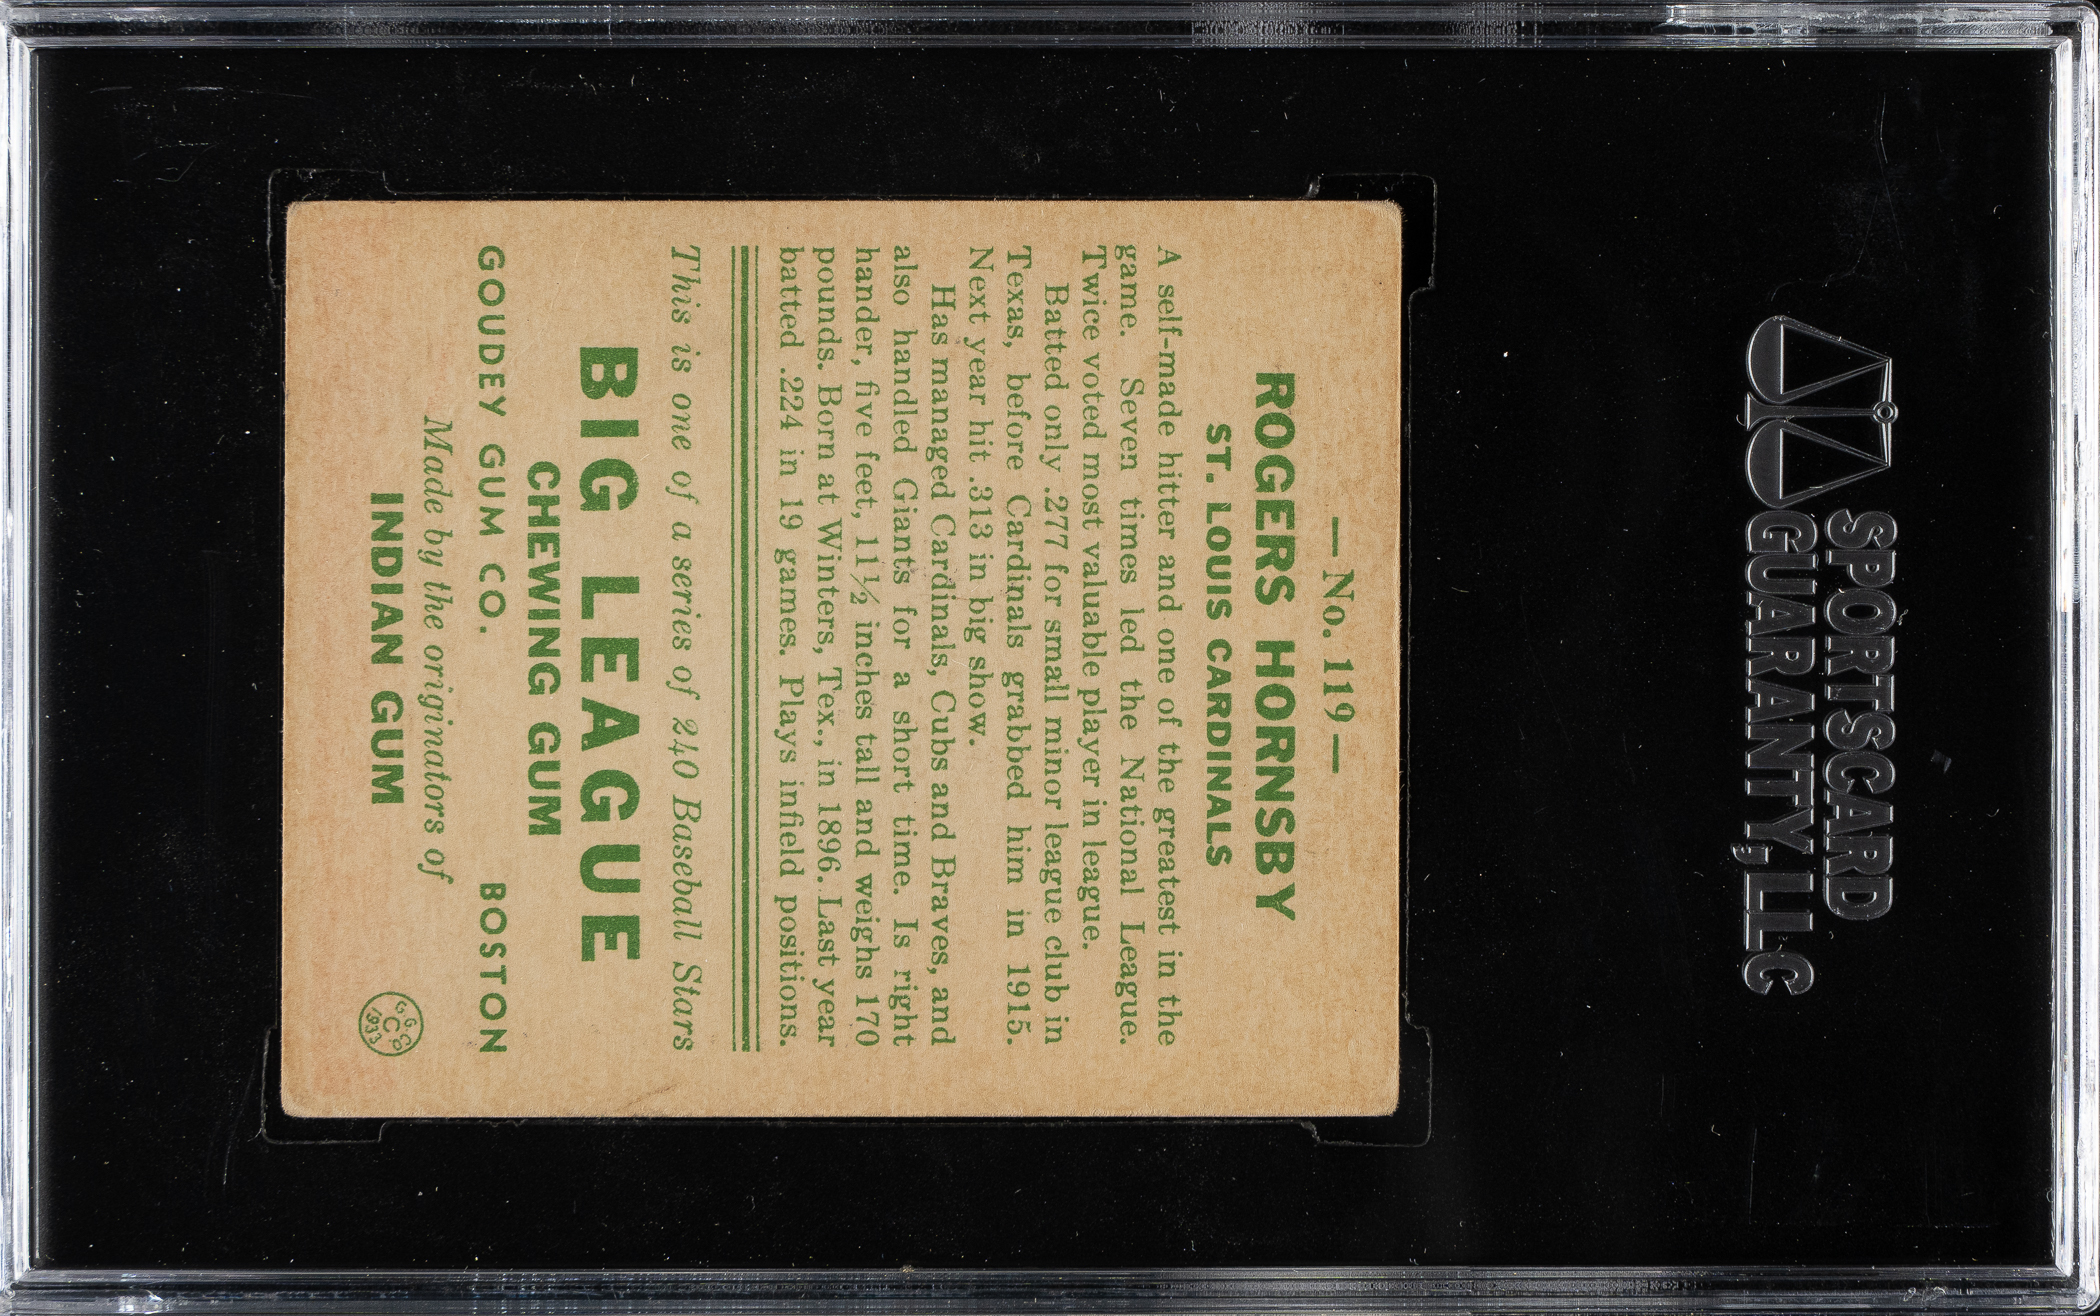 SPORTSCARD
GUARANTY, LLC
— No. 119 —
ROGERS HORNSBY
ST. LOUIS CARDINALS
A self-made hitter and one of the greatest in the
game. Seven times led the National League.
Twice voted most valuable player in league.
Batted only .277 for small minor league club in
Texas, before Cardinals grabbed him in 1915.
Next year hit .313 in big show.
Has managed Cardinals, Cubs and Braves, and
also handled Giants for a short time. Is right
hander, five feet, 11½ inches tall and weighs 170
pounds. Born at Winters, Tex., in 1896. Last year
batted .224 in 19 games. Plays infield positions.
This is one of a series of 240 Baseball Stars
BIG LEAGUE
CHEWING GUM
GOUDEY GUM CO. BOSTON
Made by the originators of
INDIAN GUM
G.G.Co.
C
1933